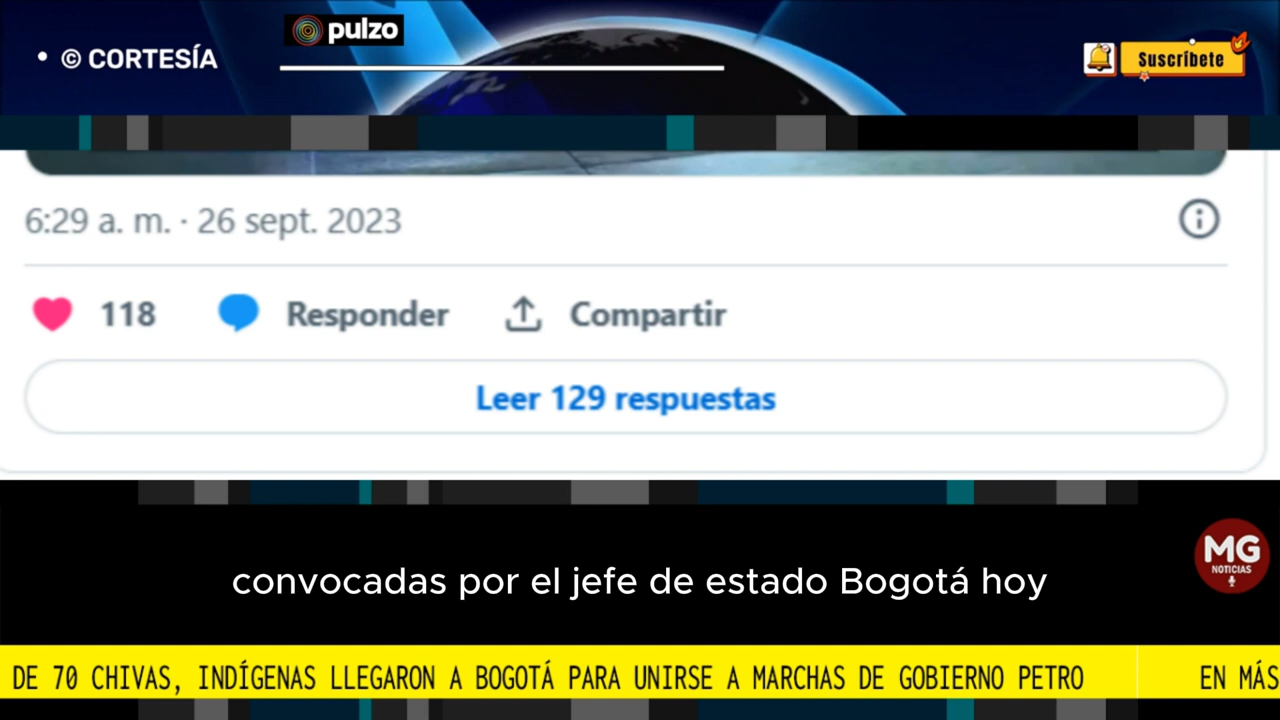 • © CORTESÍA
pulzo
Suscríbete
6:29 a. m. · 26 sept. 2023
118 Responder Compartir
Leer 129 respuestas
convocadas por el jefe de estado Bogotá hoy
MG
NOTICIAS
DE 70 CHIVAS, INDÍGENAS LLEGARON A BOGOTÁ PARA UNIRSE A MARCHAS DE GOBIERNO PETRO EN MÁS